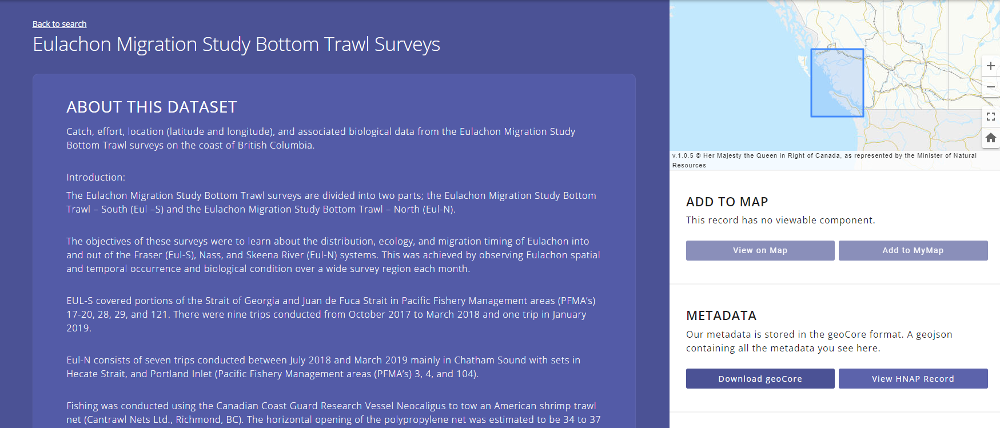 Back to search
Eulachon Migration Study Bottom Trawl Surveys
ABOUT THIS DATASET
Catch, effort, location (latitude and longitude), and associated biological data from the Eulachon Migration Study
Bottom Trawl surveys on the coast of British Columbia.
Introduction:
The Eulachon Migration Study Bottom Trawl surveys are divided into two parts; the Eulachon Migration Study Bottom
Trawl – South (Eul –S) and the Eulachon Migration Study Bottom Trawl – North (Eul-N).
The objectives of these surveys were to learn about the distribution, ecology, and migration timing of Eulachon into
and out of the Fraser (Eul-S), Nass, and Skeena River (Eul-N) systems. This was achieved by observing Eulachon spatial
and temporal occurrence and biological condition over a wide survey region each month.
EUL-S covered portions of the Strait of Georgia and Juan de Fuca Strait in Pacific Fishery Management areas (PFMA’s)
17-20, 28, 29, and 121. There were nine trips conducted from October 2017 to March 2018 and one trip in January
2019.
Eul-N consists of seven trips conducted between July 2018 and March 2019 mainly in Chatham Sound with sets in
Hecate Strait, and Portland Inlet (Pacific Fishery Management areas (PFMA’s) 3, 4, and 104).
Fishing was conducted using the Canadian Coast Guard Research Vessel Neocaligus to tow an American shrimp trawl
net (Cantrawl Nets Ltd., Richmond, BC). The horizontal opening of the polypropylene net was estimated to be 34 to 37
v.1.0.5 © Her Majesty the Queen in Right of Canada, as represented by the Minister of Natural
Resources
ADD TO MAP
This record has no viewable component.
View on Map
Add to MyMap
METADATA
Our metadata is stored in the geoCore format. A geojson
containing all the metadata you see here.
Download geoCore
View HNAP Record